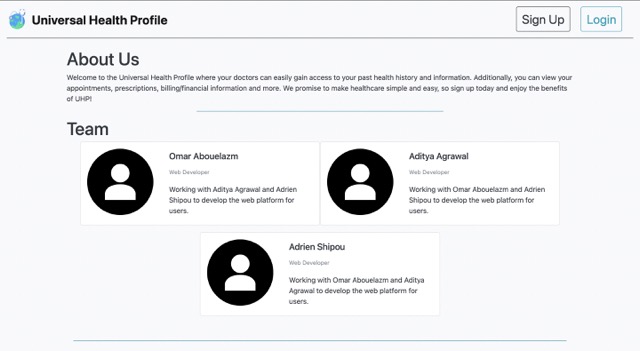 Universal Health Profile
Sign Up
Login
About Us
Welcome to the Universal Health Profile where your doctors can easily gain access to your past health history and information. Additionally, you can view your
appointments, prescriptions, billing/financial information and more. We promise to make healthcare simple and easy, so sign up today and enjoy the benefits
of UHP!
Team
Omar Abouelazm
Web Developer
Working with Aditya Agrawal and Adrien
Shipou to develop the web platform for
users.
Aditya Agrawal
Web Developer
Working with Omar Abouelazm and Adrien
Shipou to develop the web platform for
users.
Adrien Shipou
Web Developer
Working with Omar Abouelazm and Aditya
Agrawal to develop the web platform for
users.